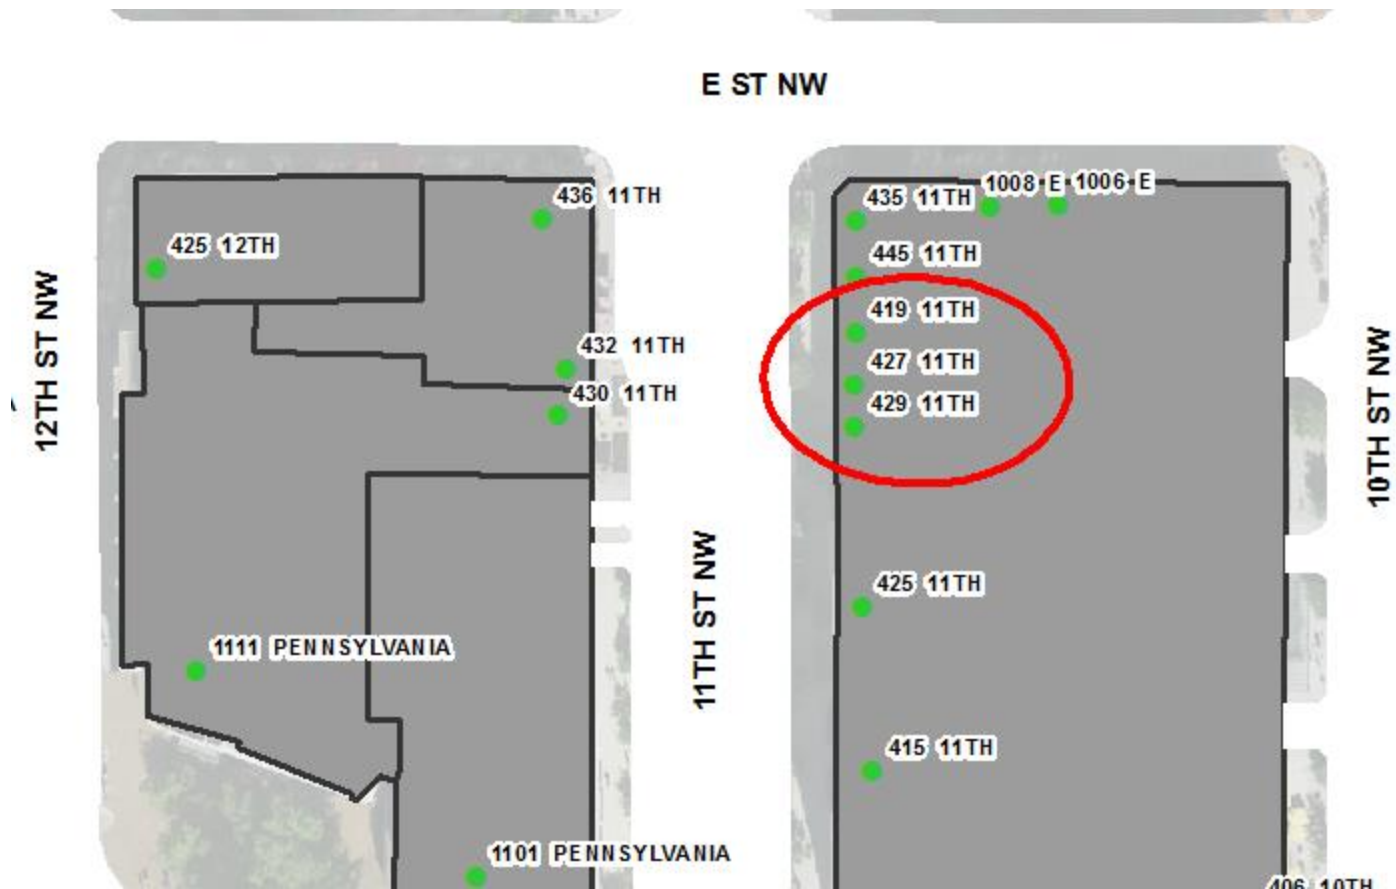 E ST NW
436 11TH
435 11TH
1008 E
1006 E
425 12TH
445 11TH
12TH ST NW
419 11TH
432 11TH
427 11TH
430 11TH
429 11TH
10TH ST NW
11TH ST NW
425 11TH
1111 PENNSYLVANIA
415 11TH
1101 PENNSYLVANIA
406 10TH